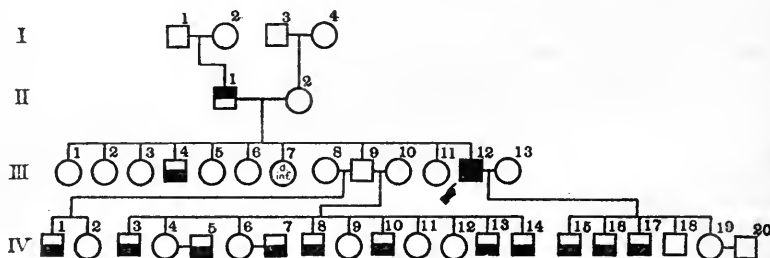 I 1 2 3 4
II 1 2
III 1 2 3 4 5 6 7 8 9 10 11 12 13
d. inf.
IV 1 2 3 4 5 6 7 8 9 10 11 12 13 14 15 16 17 18 19 20